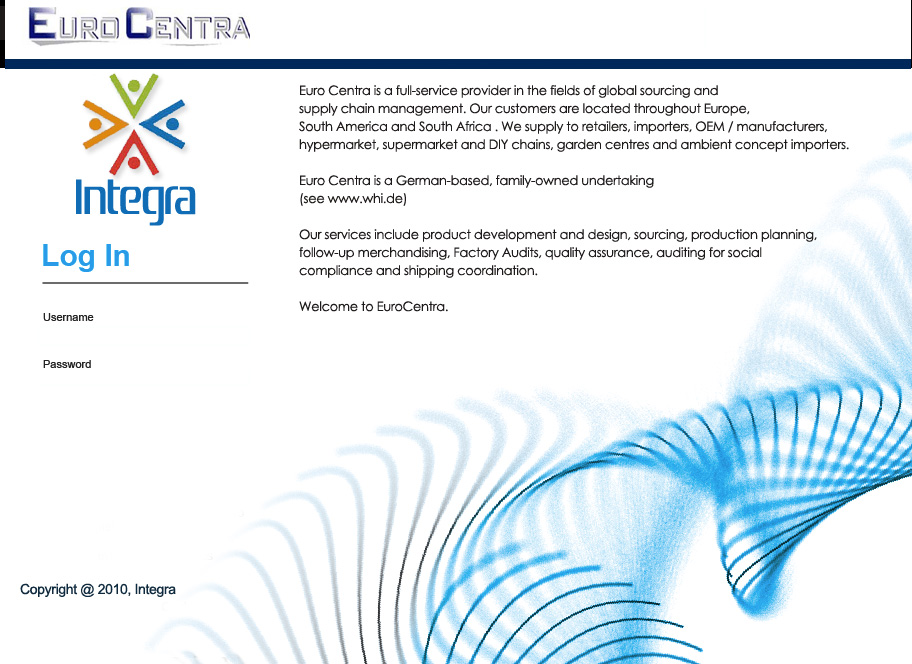 EURO CENTRA
Integra
Log In
Username
Password
Euro Centra is a full-service provider in the fields of global sourcing and
supply chain management. Our customers are located throughout Europe,
South America and South Africa . We supply to retailers, importers, OEM / manufacturers,
hypermarket, supermarket and DIY chains, garden centres and ambient concept importers.
Euro Centra is a German-based, family-owned undertaking
(see www.whi.de)
Our services include product development and design, sourcing, production planning,
follow-up merchandising, Factory Audits, quality assurance, auditing for social
compliance and shipping coordination.
Welcome to EuroCentra.
Copyright @ 2010, Integra